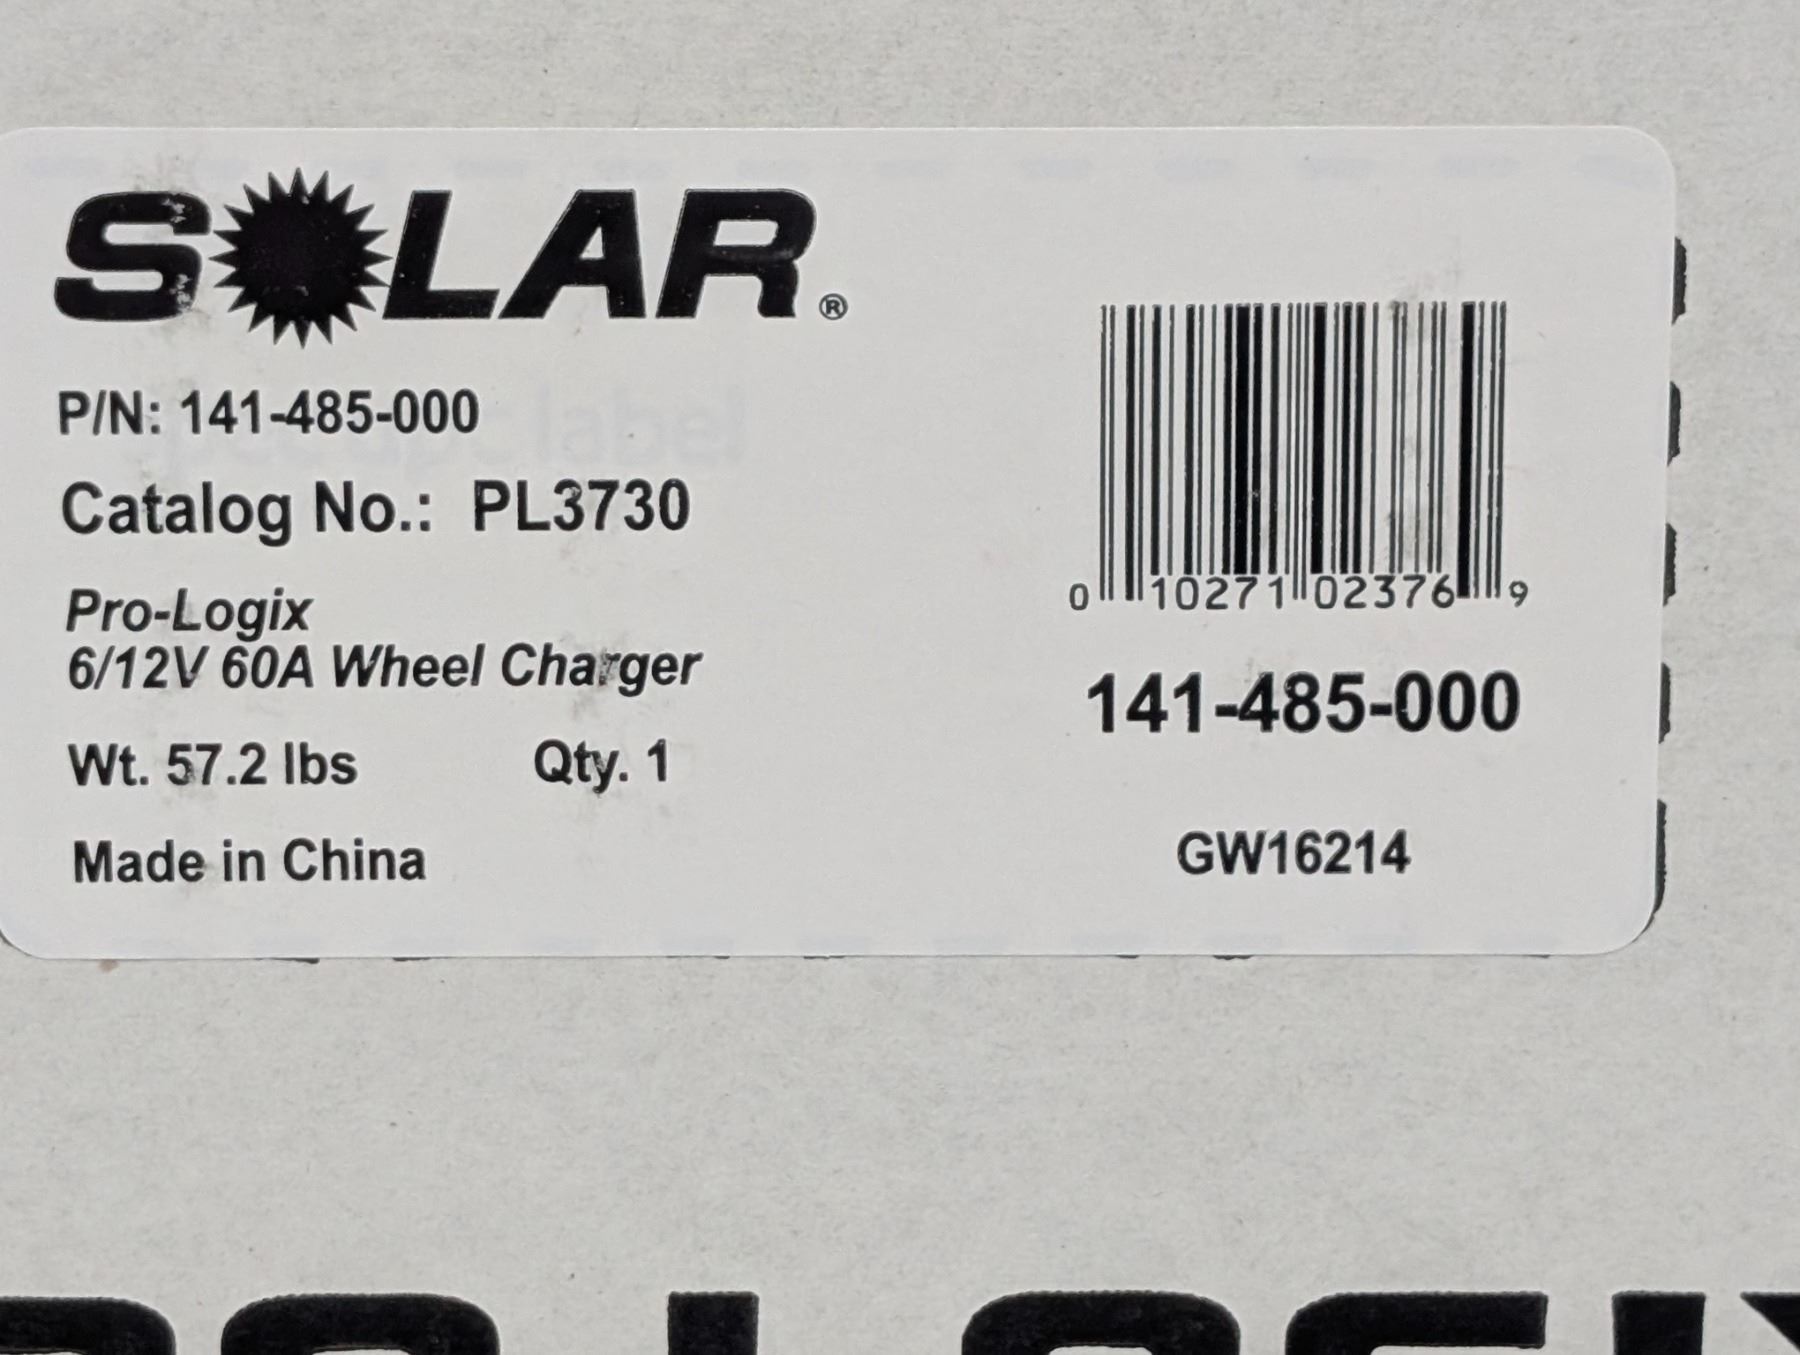 SOLAR®
P/N: 141-485-000
Catalog No.: PL3730
Pro-Logix
6/12V 60A Wheel Charger
Wt. 57.2 lbs Qty. 1
Made in China
0 10271 02376 9
141-485-000
GW16214